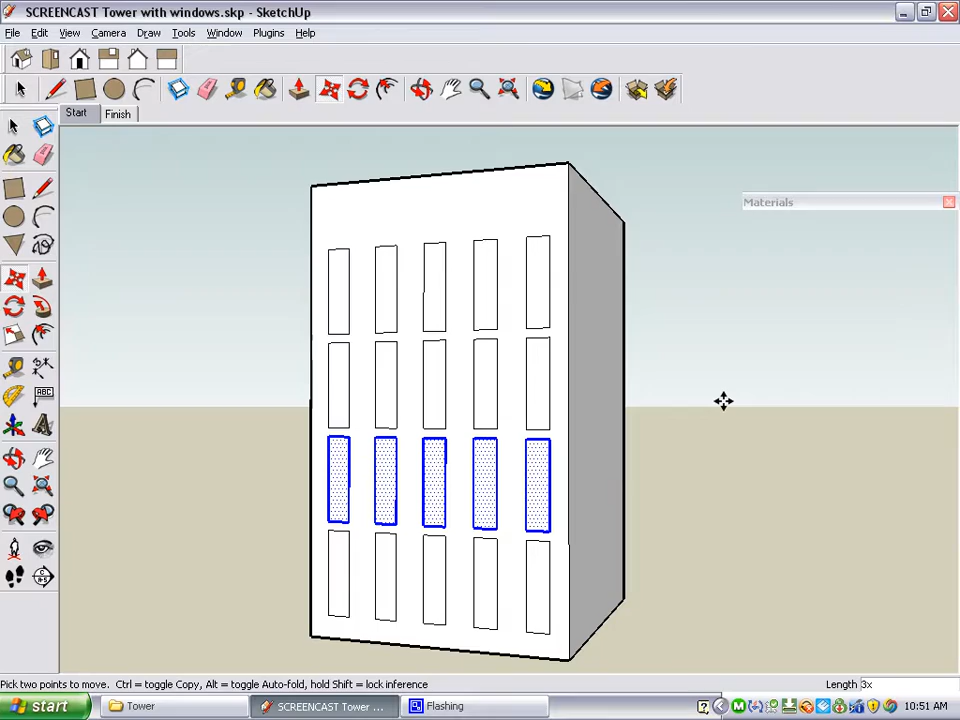 SCREENCAST Tower with windows.skp - SketchUp
File Edit View Camera Draw Tools Window Plugins Help
Start Finish
Materials
ABC
Pick two points to move. Ctrl = toggle Copy, Alt = toggle Auto-fold, hold Shift = lock inference
Length 3x
start Tower SCREENCAST Tower ... Flashing 10:51 AM